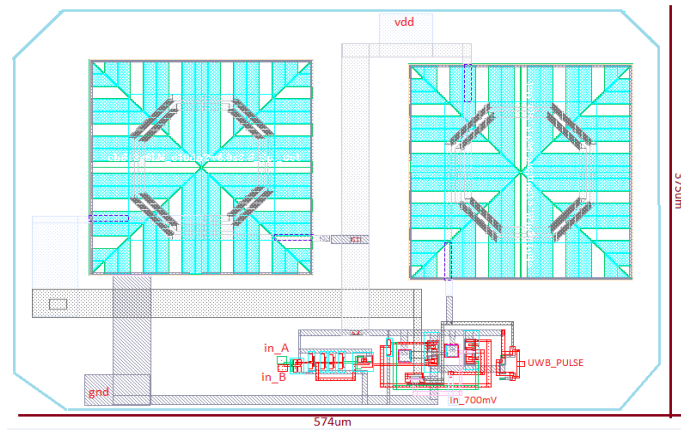 vdd
in_A
in_B
UWB_PULSE
gnd
in_700mV
574um
575um